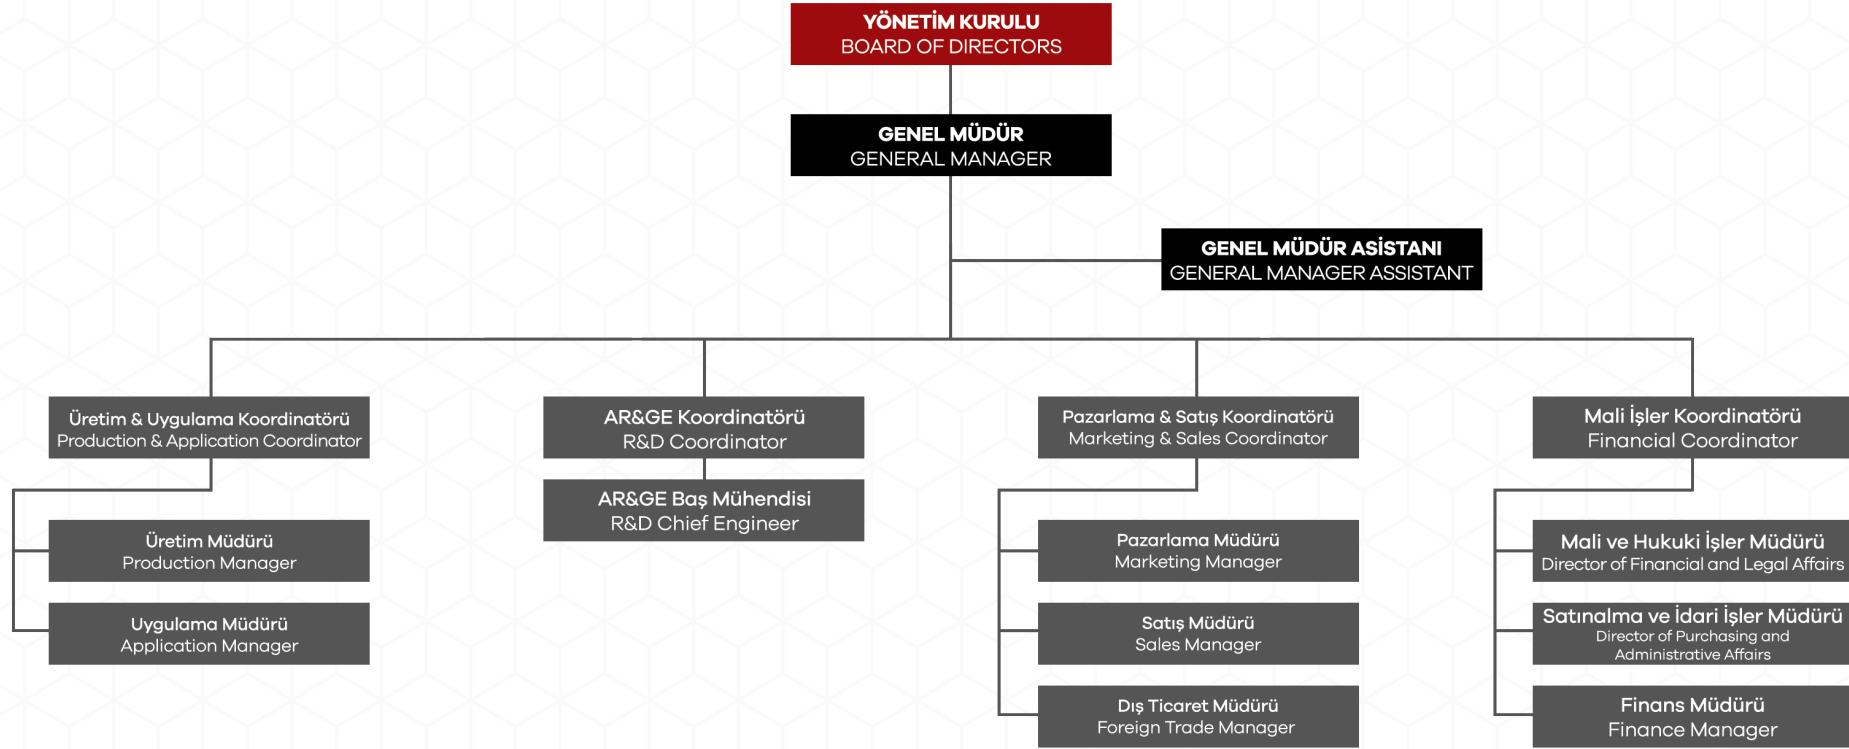 YÖNETİM KURULU
BOARD OF DIRECTORS
GENEL MÜDÜR
GENERAL MANAGER
GENEL MÜDÜR ASİSTANI
GENERAL MANAGER ASSISTANT
Üretim & Uygulama Koordinatörü
Production & Application Coordinator
Üretim Müdürü
Production Manager
Uygulama Müdürü
Application Manager
AR&GE Koordinatörü
R&D Coordinator
AR&GE Baş Mühendisi
R&D Chief Engineer
Pazarlama & Satış Koordinatörü
Marketing & Sales Coordinator
Pazarlama Müdürü
Marketing Manager
Satış Müdürü
Sales Manager
Dış Ticaret Müdürü
Foreign Trade Manager
Mali İşler Koordinatörü
Financial Coordinator
Mali ve Hukuki İşler Müdürü
Director of Financial and Legal Affairs
Satınalma ve İdari İşler Müdürü
Director of Purchasing and
Administrative Affairs
Finans Müdürü
Finance Manager